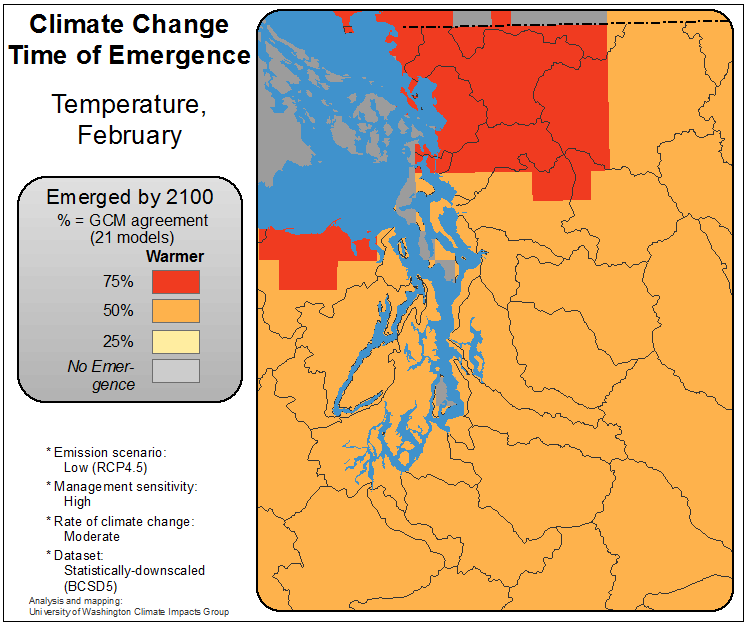 Climate Change
Time of Emergence
Temperature,
February
Emerged by 2100
% = GCM agreement
(21 models)
Warmer
75%
50%
25%
No Emer-
gence
* Emission scenario:
Low (RCP4.5)
* Management sensitivity:
High
* Rate of climate change:
Moderate
* Dataset:
Statistically-downscaled
(BCSD5)
Analysis and mapping:
University of Washington Climate Impacts Group